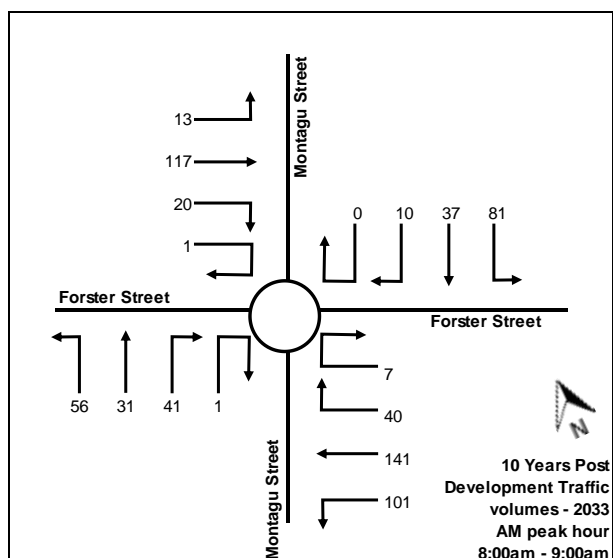 Montagu Street
13
117
20
1
0 10 37 81
Forster Street
Forster Street
56 31 41 1
7
40
141
101
Montagu Street
N
10 Years Post
Development Traffic
volumes - 2033
AM peak hour
8:00am - 9:00am